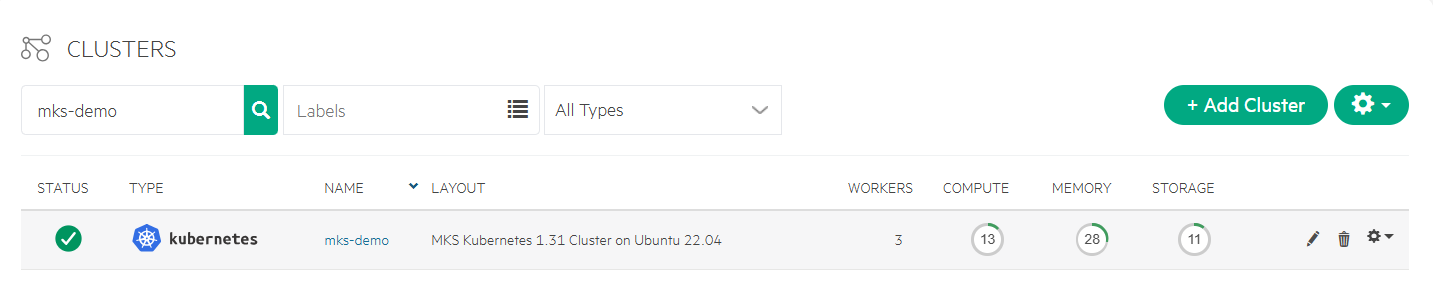 CLUSTERS
mks-demo Labels All Types + Add Cluster
STATUS TYPE NAME LAYOUT WORKERS COMPUTE MEMORY STORAGE
kubernetes mks-demo MKS Kubernetes 1.31 Cluster on Ubuntu 22.04 3 13 28 11